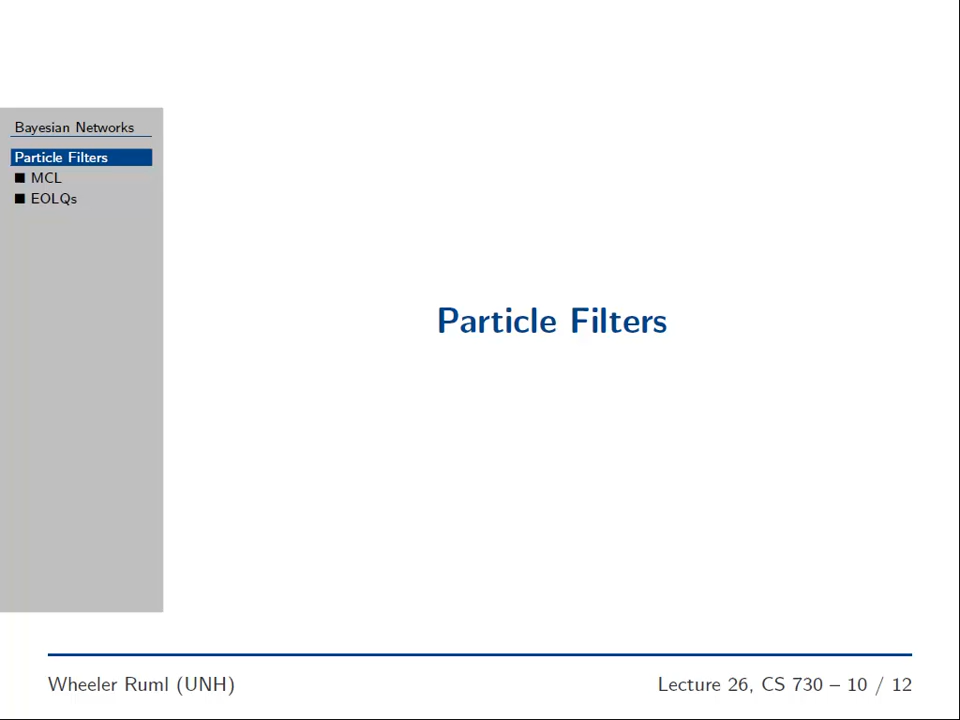 Bayesian Networks
Particle Filters
■ MCL
■ EOLQs
Particle Filters
Wheeler Ruml (UNH)
Lecture 26, CS 730 – 10 / 12